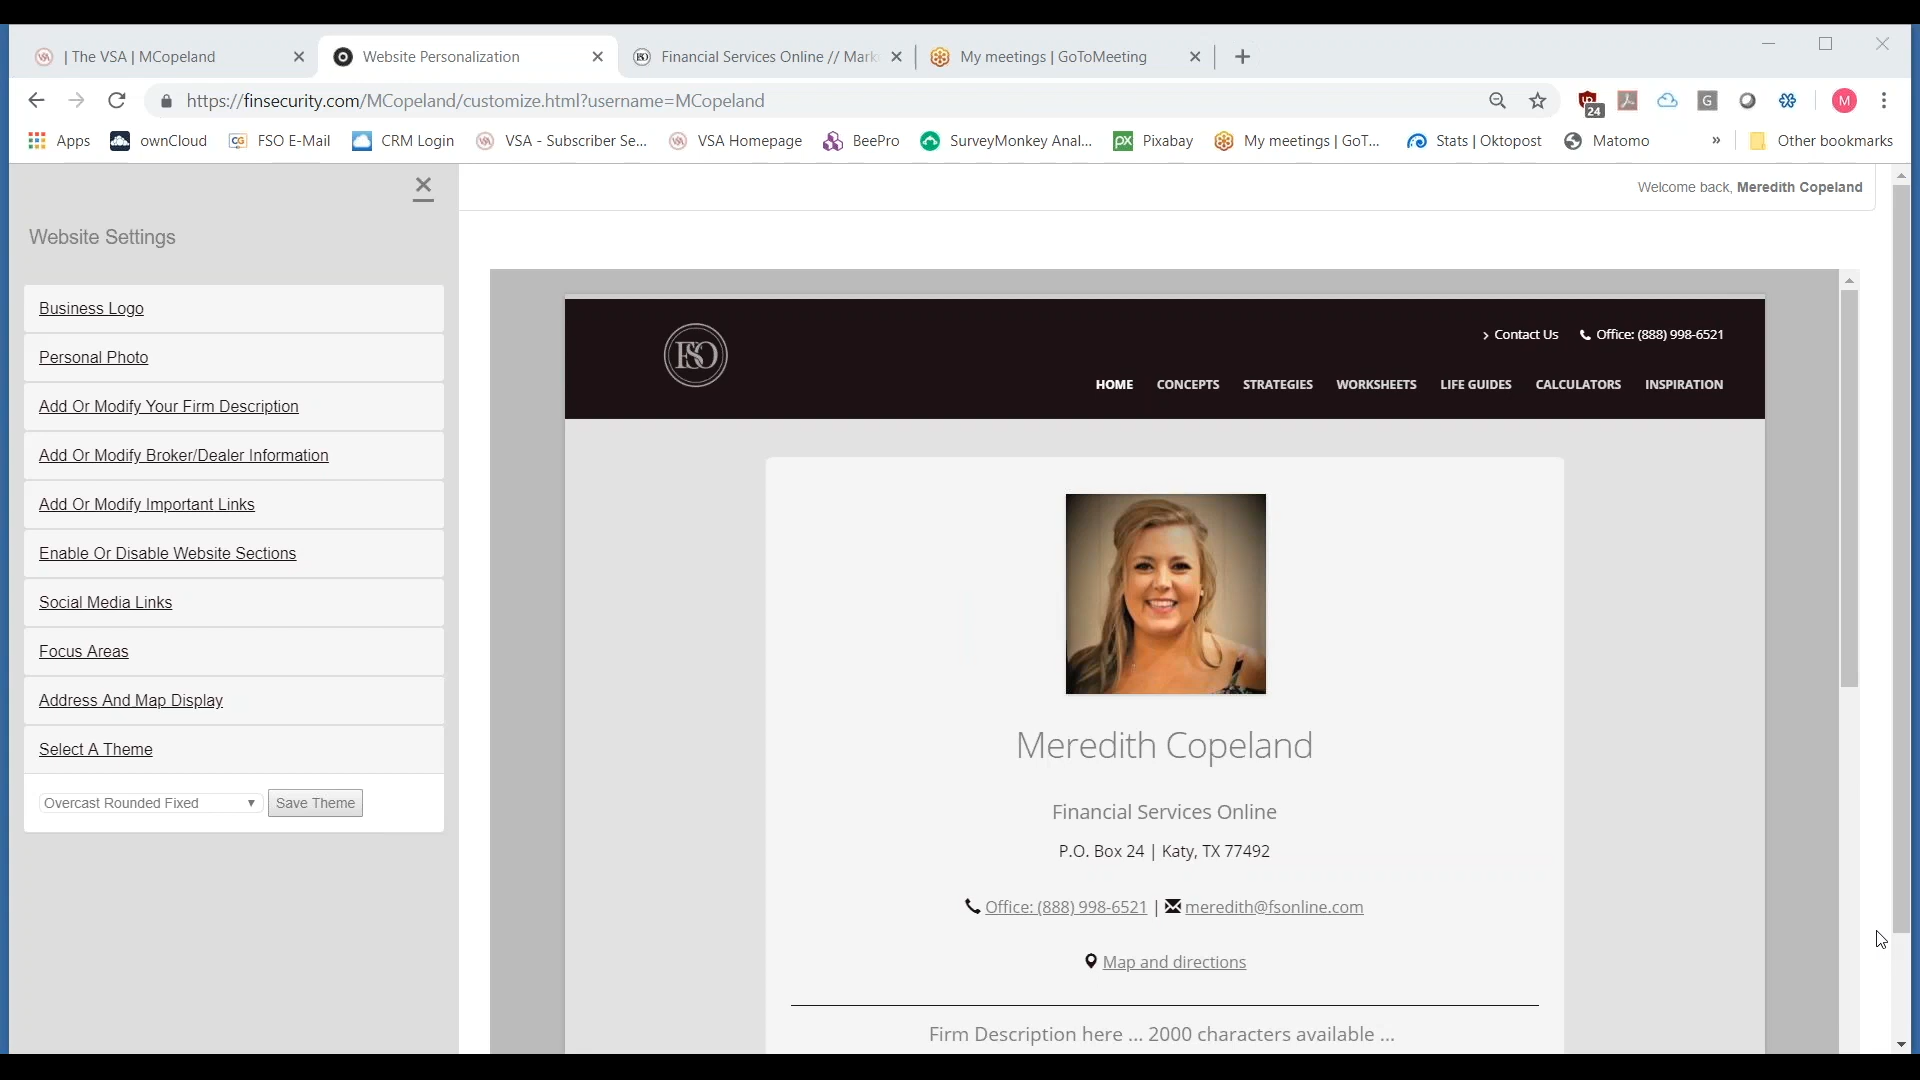 | The VSA | MCopeland
Website Personalization
Financial Services Online // Mark
My meetings | GoToMeeting
https://finsecurity.com/MCopeland/customize.html?username=MCopeland
24
G
M
Apps
ownCloud
CG
FSO E-Mail
CRM Login
VSA - Subscriber Se...
VSA Homepage
BeePro
SurveyMonkey Anal...
px
Pixabay
My meetings | GoT...
Stats | Oktopost
Matomo
»
Other bookmarks
Welcome back, Meredith Copeland
Website Settings
Business Logo
Personal Photo
Add Or Modify Your Firm Description
Add Or Modify Broker/Dealer Information
Add Or Modify Important Links
Enable Or Disable Website Sections
Social Media Links
Focus Areas
Address And Map Display
Select A Theme
Overcast Rounded Fixed
Save Theme
FSO
Contact Us
Office: (888) 998-6521
HOME CONCEPTS STRATEGIES WORKSHEETS LIFE GUIDES CALCULATORS INSPIRATION
Meredith Copeland
Financial Services Online
P.O. Box 24 | Katy, TX 77492
Office: (888) 998-6521 | meredith@fsonline.com
Map and directions
Firm Description here ... 2000 characters available ...